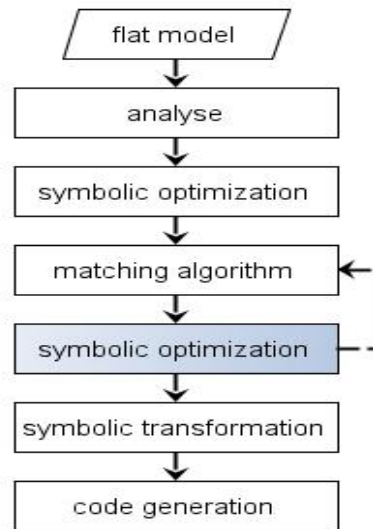 flat model
analyse
symbolic optimization
matching algorithm
symbolic optimization
symbolic transformation
code generation